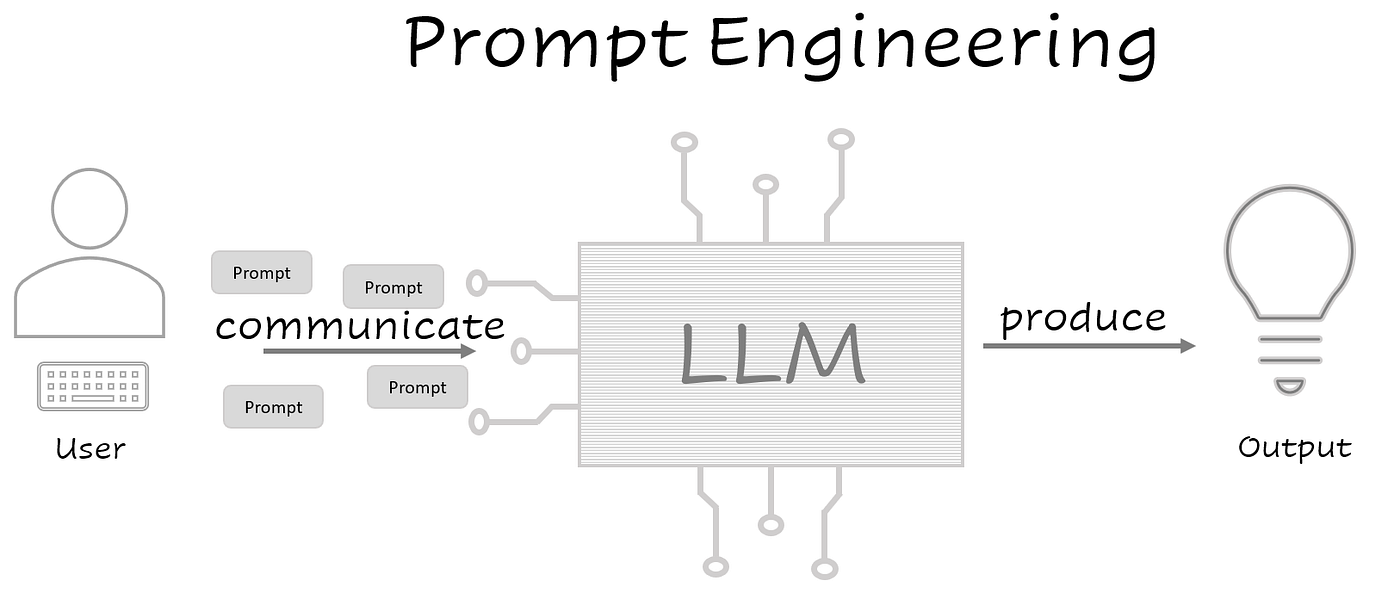 Prompt Engineering
Prompt
Prompt
communicate
Prompt
Prompt
User
LLM
produce
Output